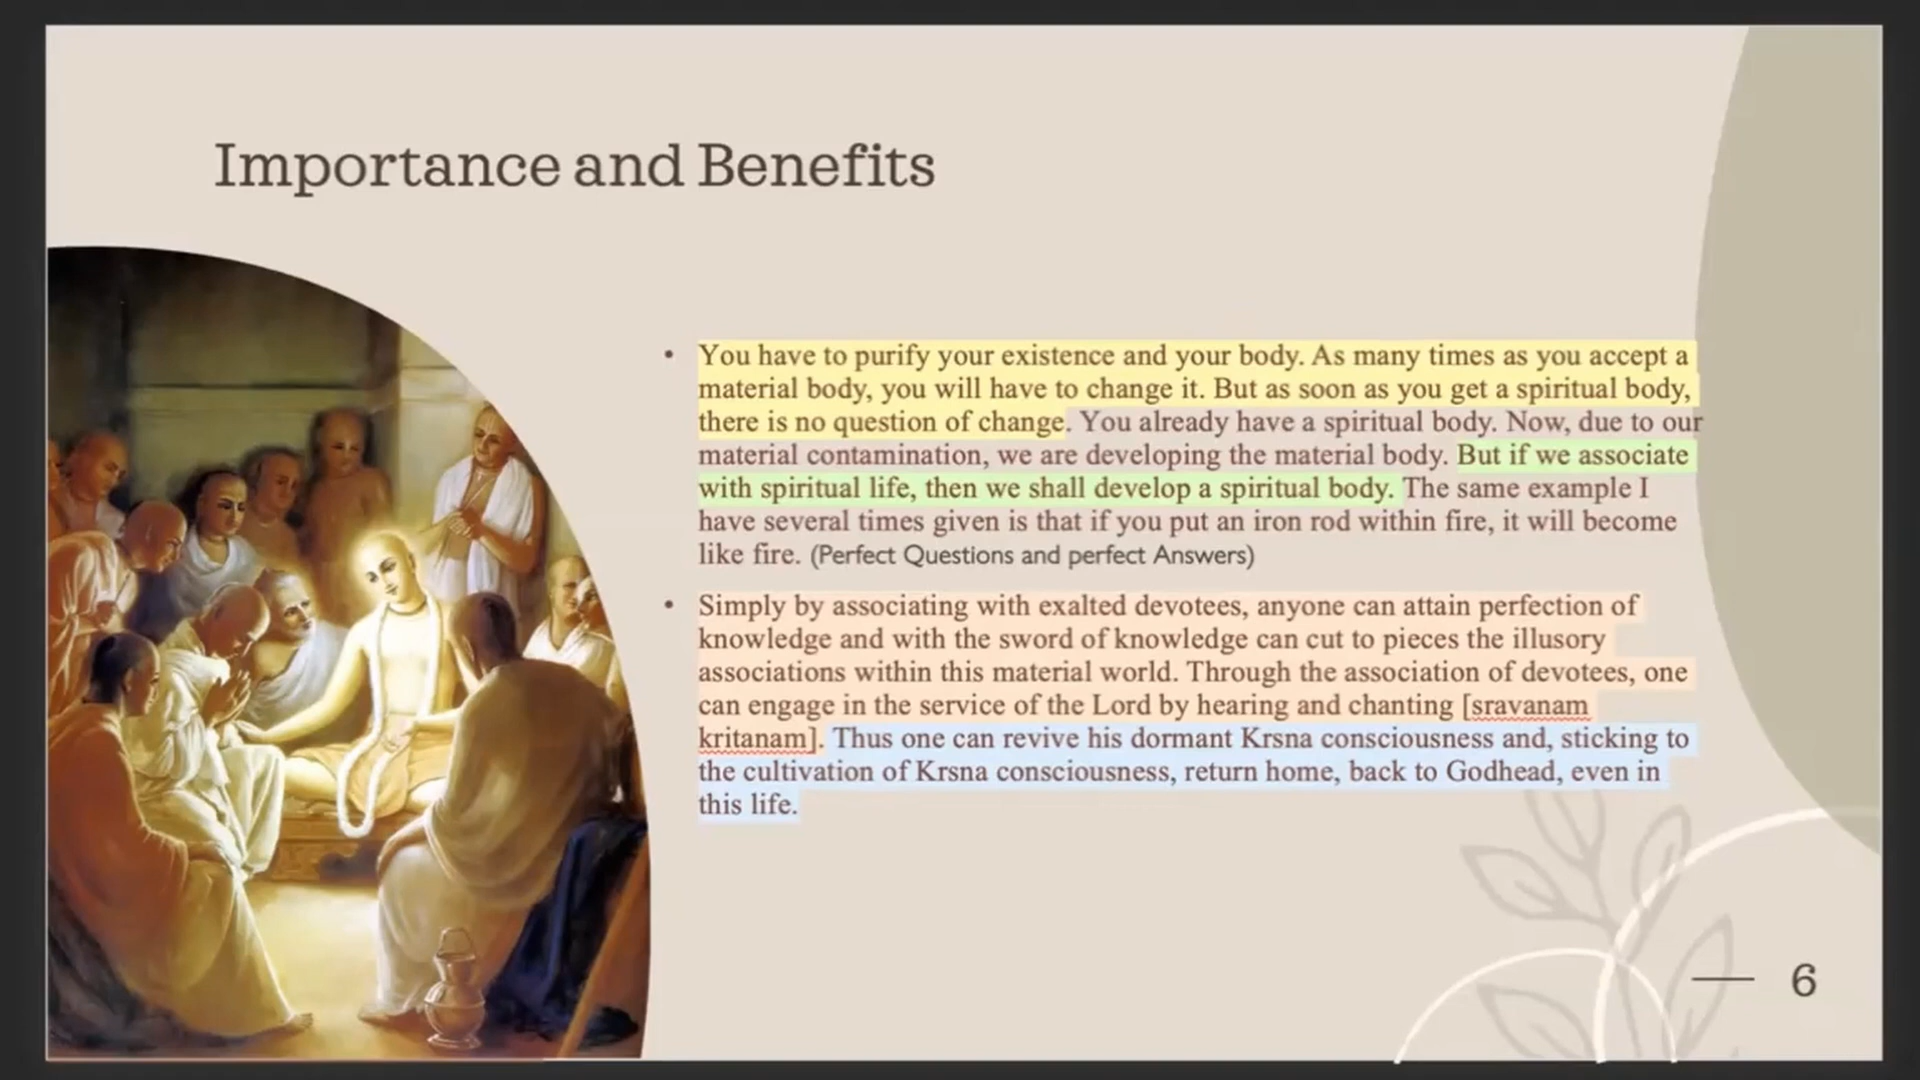 Importance and Benefits
• You have to purify your existence and your body. As many times as you accept a
material body, you will have to change it. But as soon as you get a spiritual body,
there is no question of change. You already have a spiritual body. Now, due to our
material contamination, we are developing the material body. But if we associate
with spiritual life, then we shall develop a spiritual body. The same example I
have several times given is that if you put an iron rod within fire, it will become
like fire. (Perfect Questions and perfect Answers)
• Simply by associating with exalted devotees, anyone can attain perfection of
knowledge and with the sword of knowledge can cut to pieces the illusory
associations within this material world. Through the association of devotees, one
can engage in the service of the Lord by hearing and chanting [sravanam
kritanam]. Thus one can revive his dormant Krsna consciousness and, sticking to
the cultivation of Krsna consciousness, return home, back to Godhead, even in
this life.
6